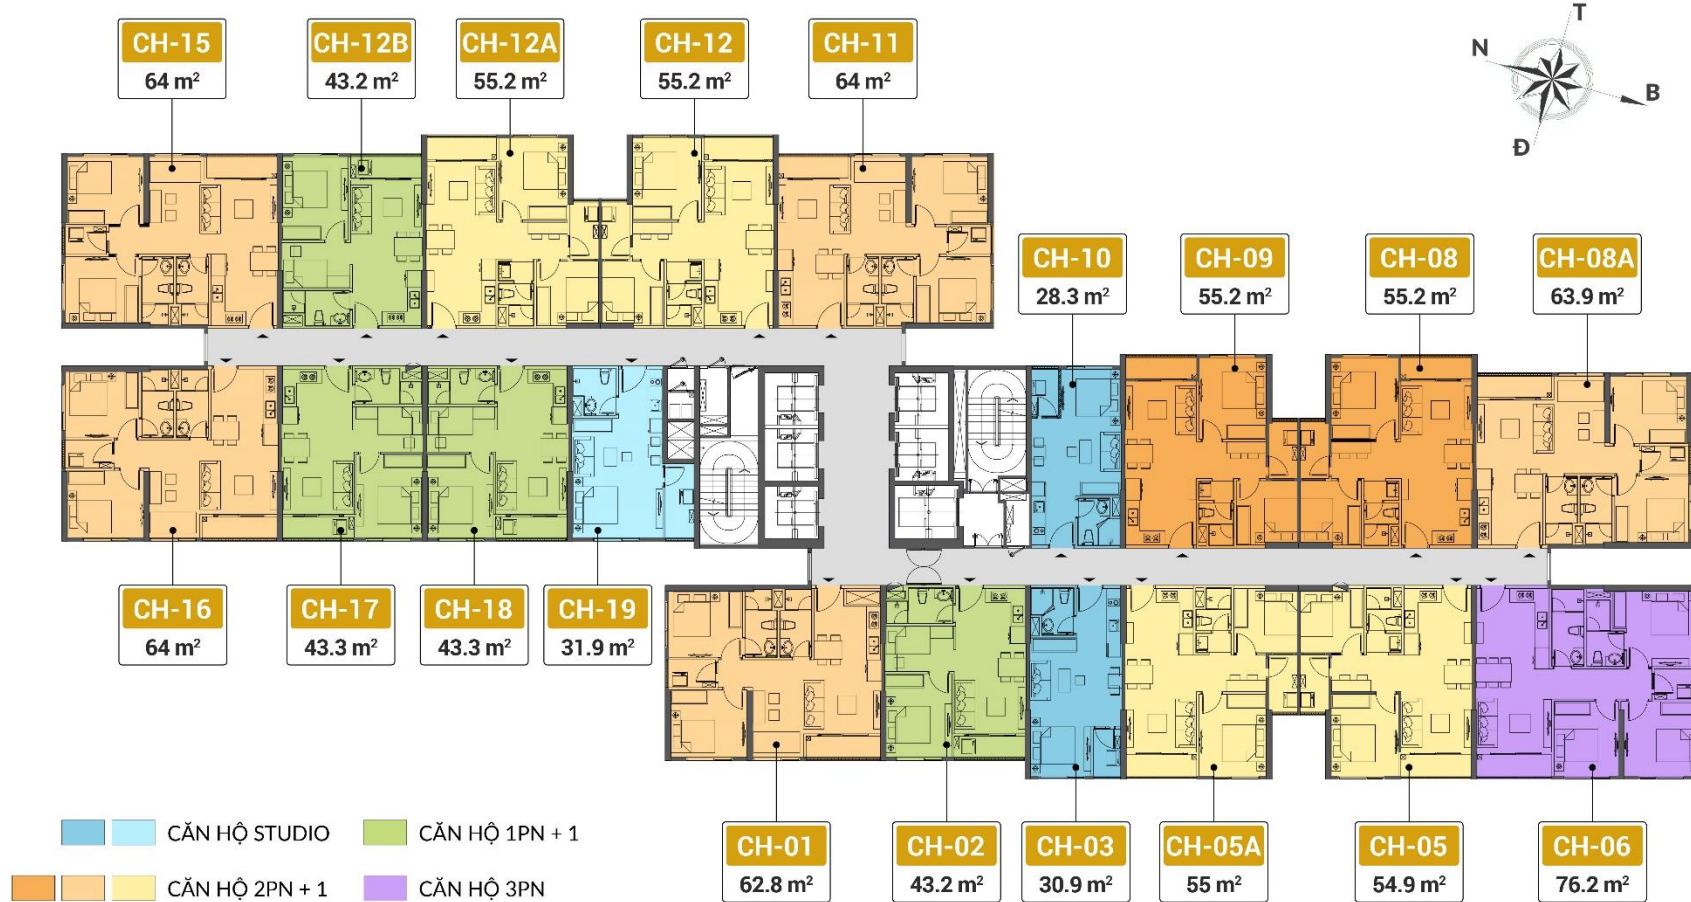 CH-15
64 m²
CH-12B
43.2 m²
CH-12A
55.2 m²
CH-12
55.2 m²
CH-11
64 m²
T
N
B
Đ
CH-10
28.3 m²
CH-09
55.2 m²
CH-08
55.2 m²
CH-08A
63.9 m²
CH-16
64 m²
CH-17
43.3 m²
CH-18
43.3 m²
CH-19
31.9 m²
CH-01
62.8 m²
CH-02
43.2 m²
CH-03
30.9 m²
CH-05A
55 m²
CH-05
54.9 m²
CH-06
76.2 m²
CĂN HỘ STUDIO
CĂN HỘ 1PN + 1
CĂN HỘ 2PN + 1
CĂN HỘ 3PN